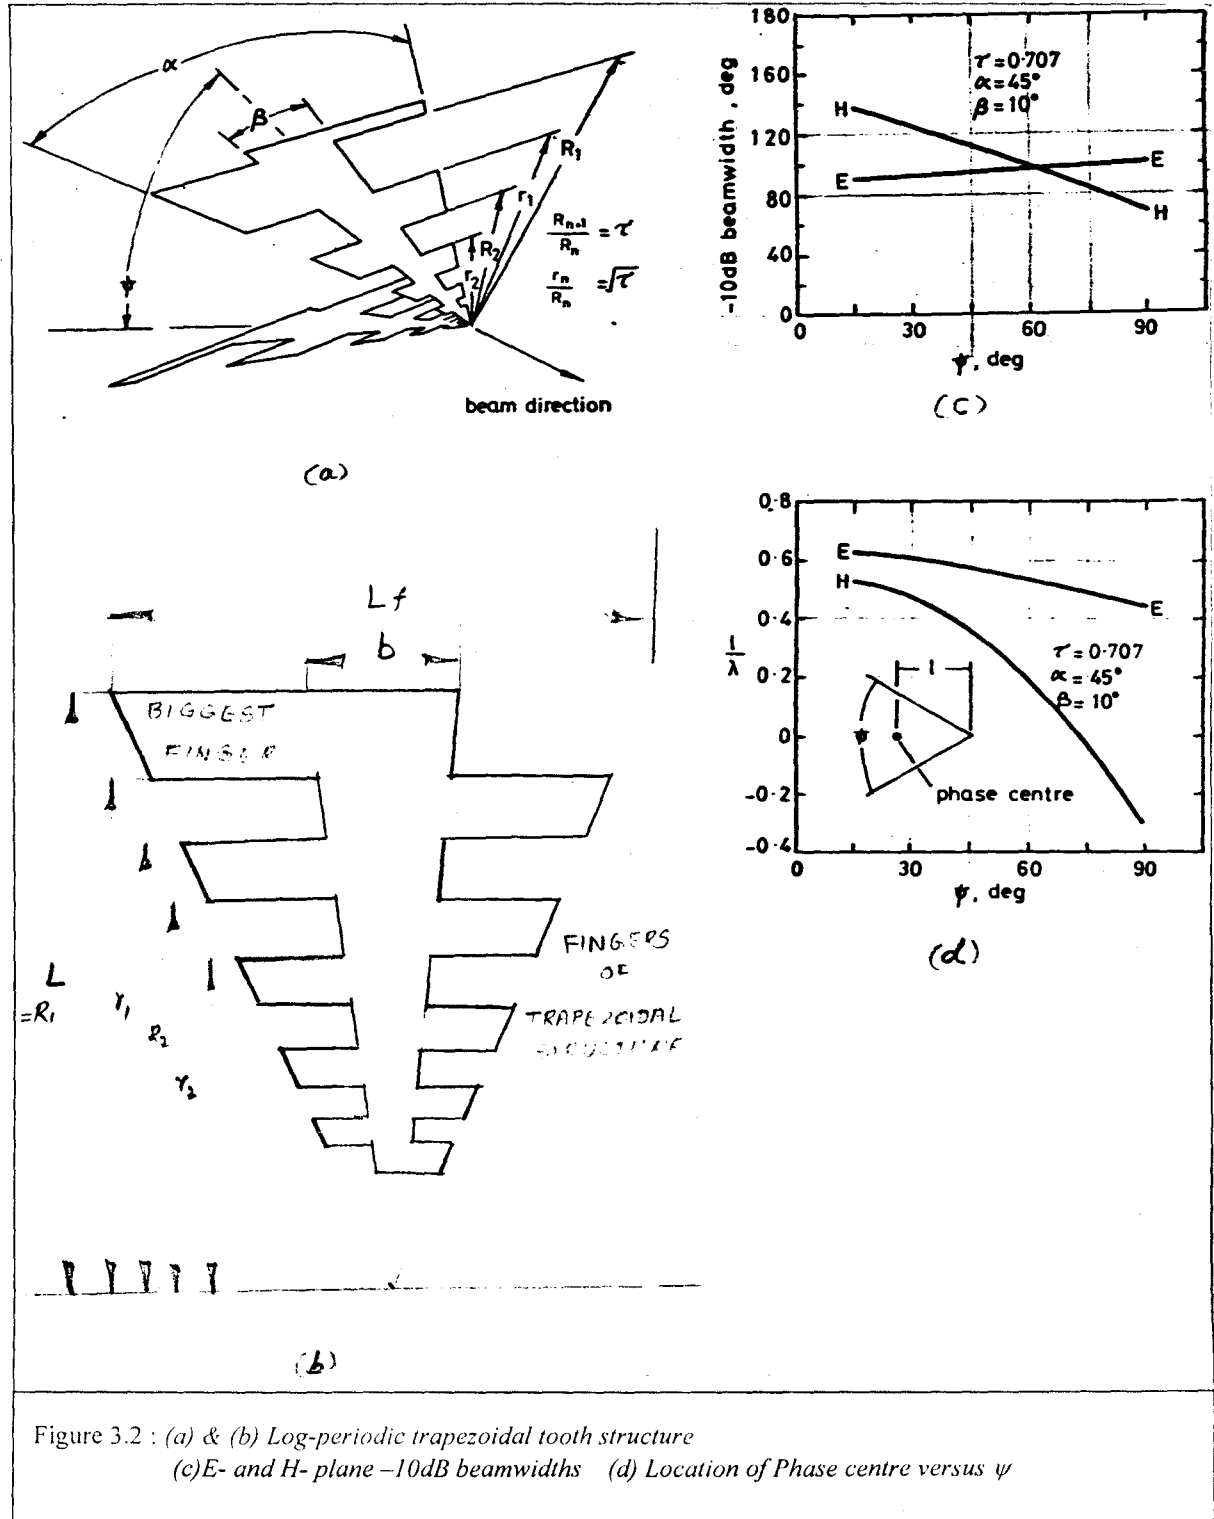 α
β
ψ
R₁
r₁
R₂
r₂
Rₙ₊₁/Rₙ = τ
rₙ/Rₙ = √τ
beam direction
(a)
-10dB beamwidth, deg
180
160
120
80
40
0
H
E
E
H
τ = 0·707
α = 45°
β = 10°
0 30 60 90
ψ, deg
(c)
Lf
b
BIGGEST
FINGER
FINGERS
OF
TRAPEZOIDAL
L
=R₁
r₁
R₂
r₂
(b)
0·8
0·6
0·4
0·2
0
-0·2
-0·4
l/λ
E
H
E
τ = 0·707
α = 45°
β = 10°
l
ψ
phase centre
0 30 60 90
ψ, deg
(d)
Figure 3.2 : (a) & (b) Log-periodic trapezoidal tooth structure
(c)E- and H- plane –10dB beamwidths (d) Location of Phase centre versus ψ